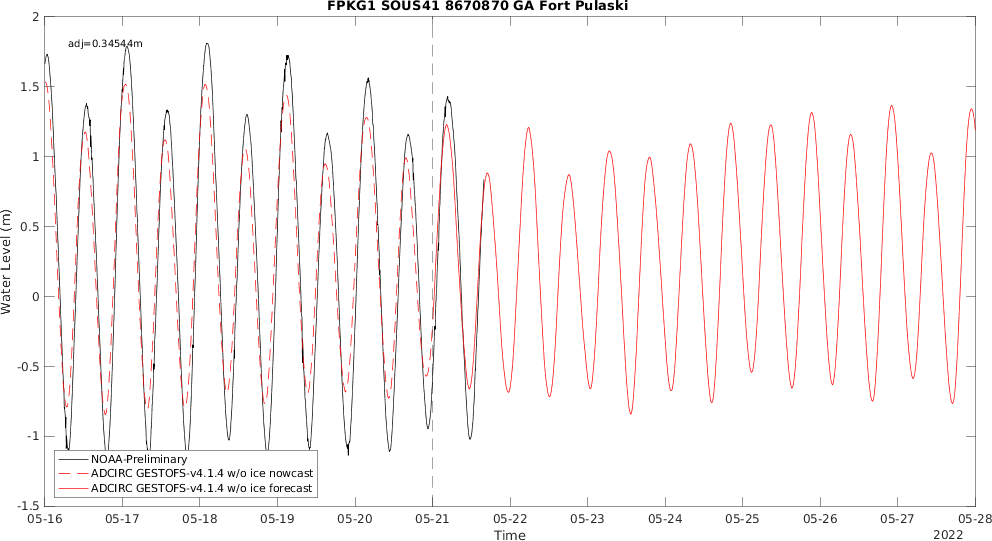 FPKG1 SOUS41 8670870 GA Fort Pulaski
adj=0.34544m
2
1.5
1
0.5
0
-0.5
-1
-1.5
Water Level (m)
NOAA-Preliminary
ADCIRC GESTOFS-v4.1.4 w/o ice nowcast
ADCIRC GESTOFS-v4.1.4 w/o ice forecast
05-16 05-17 05-18 05-19 05-20 05-21 05-22 05-23 05-24 05-25 05-26 05-27 05-28
Time
2022